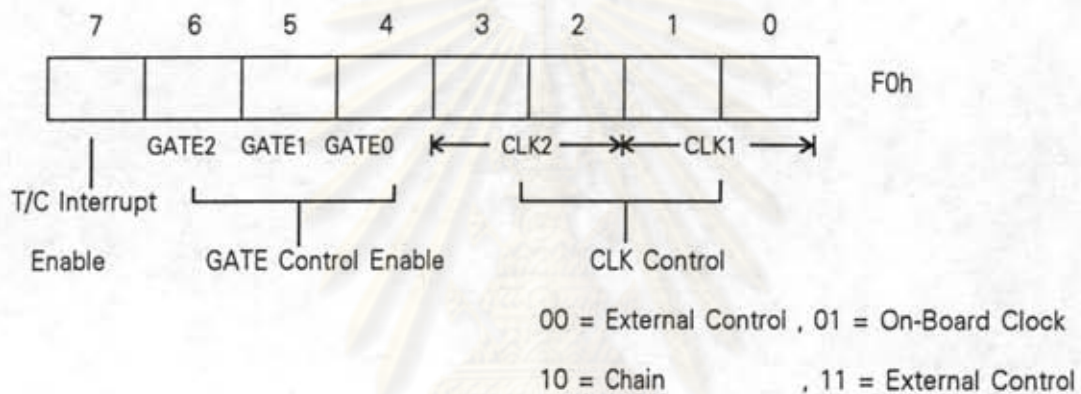 7 6 5 4 3 2 1 0
F0h
GATE2 GATE1 GATE0 CLK2 CLK1
T/C Interrupt
Enable GATE Control Enable CLK Control
00 = External Control , 01 = On-Board Clock
10 = Chain , 11 = External Control